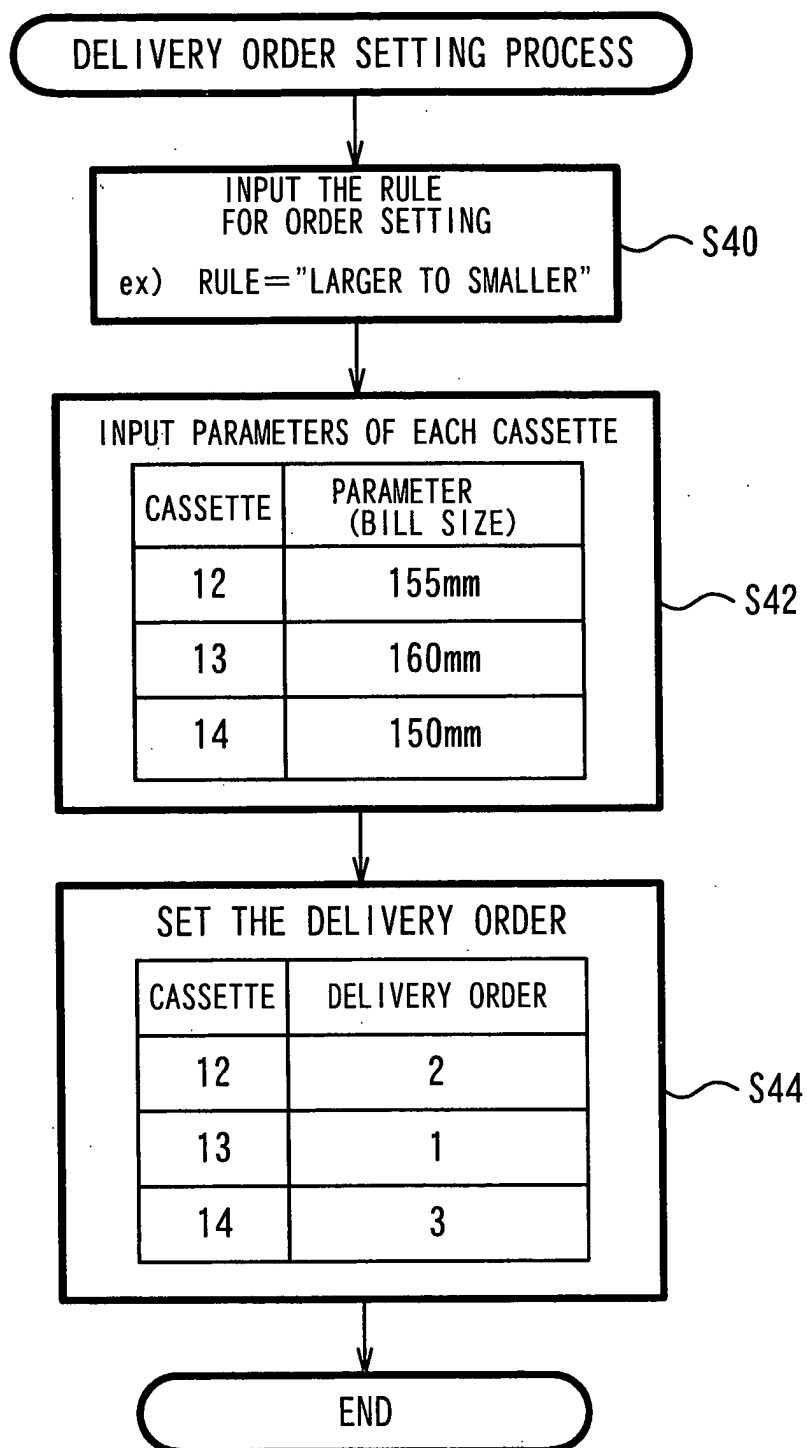 DELIVERY ORDER SETTING PROCESS
INPUT THE RULE
FOR ORDER SETTING
ex) RULE="LARGER TO SMALLER"
S40
INPUT PARAMETERS OF EACH CASSETTE
CASSETTE PARAMETER
(BILL SIZE)
12 155mm
13 160mm
14 150mm
S42
SET THE DELIVERY ORDER
CASSETTE DELIVERY ORDER
12 2
13 1
14 3
S44
END